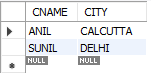 CNAME CITY
ANIL CALCUTTA
SUNIL DELHI
NULL NULL